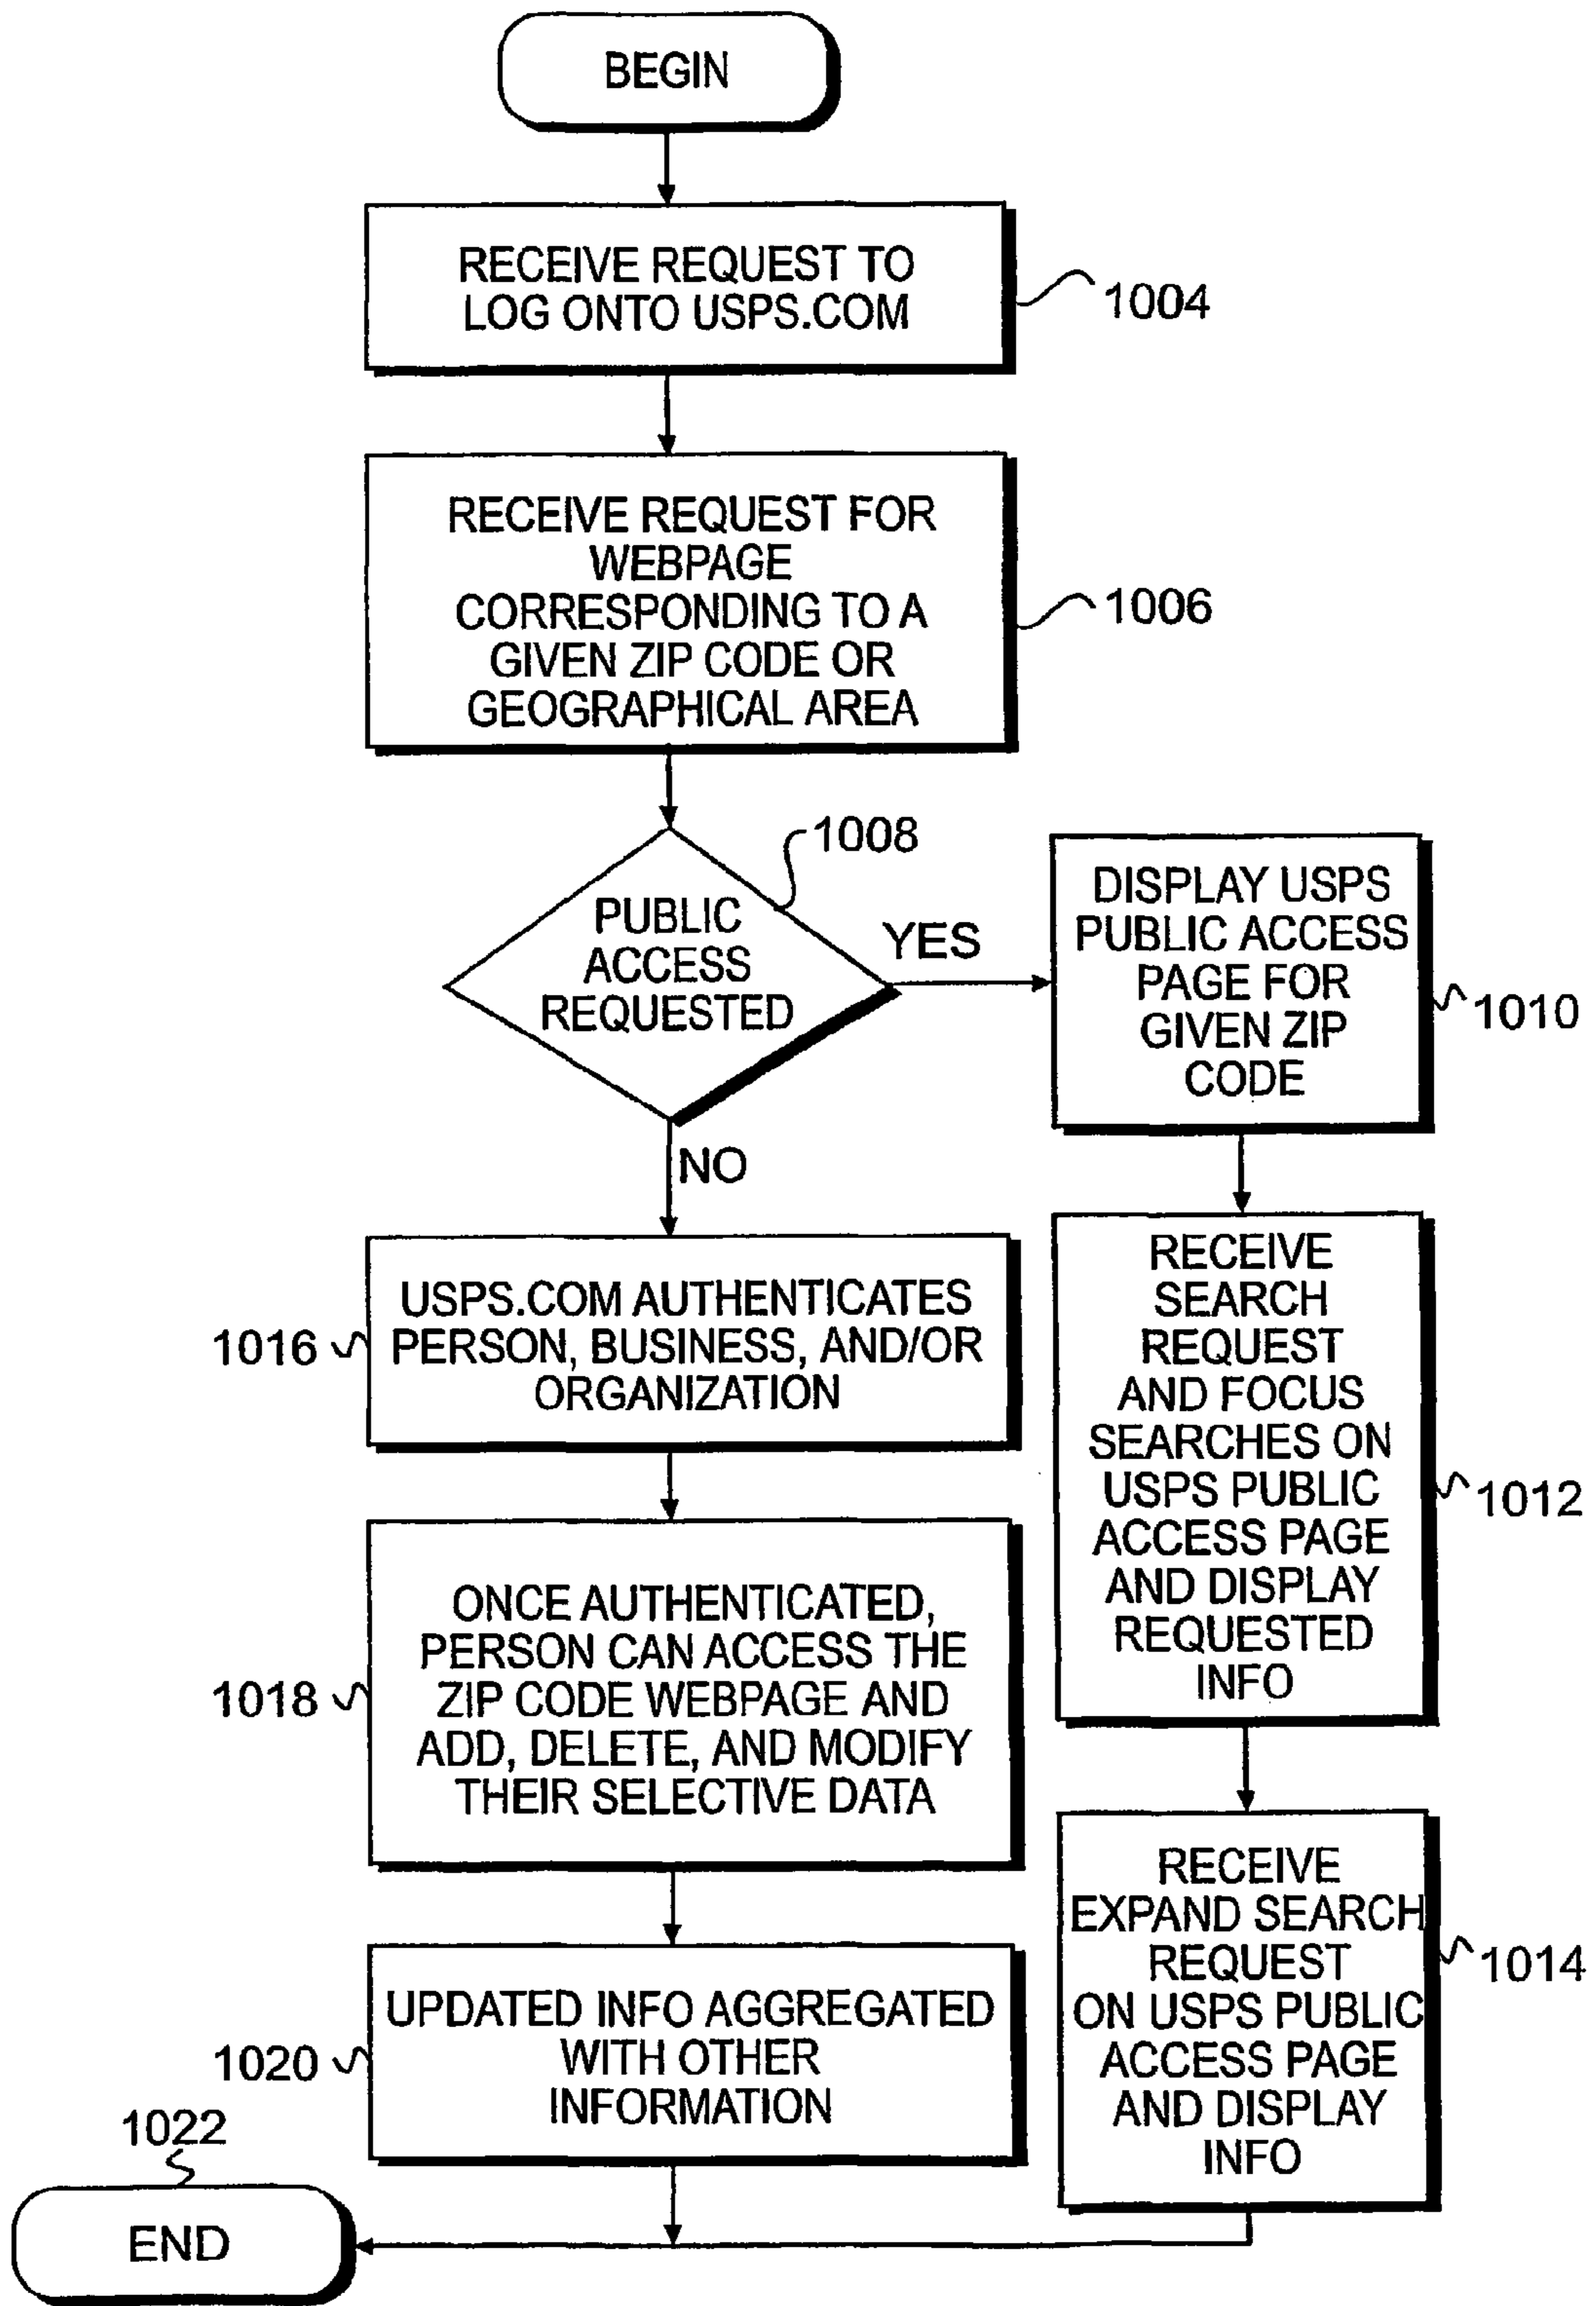 BEGIN
RECEIVE REQUEST TO
LOG ONTO USPS.COM
1004
RECEIVE REQUEST FOR
WEBPAGE
CORRESPONDING TO A
GIVEN ZIP CODE OR
GEOGRAPHICAL AREA
1006
1008
PUBLIC
ACCESS
REQUESTED
YES
NO
DISPLAY USPS
PUBLIC ACCESS
PAGE FOR
GIVEN ZIP
CODE
1010
RECEIVE
SEARCH
REQUEST
AND FOCUS
SEARCHES ON
USPS PUBLIC
ACCESS PAGE
AND DISPLAY
REQUESTED
INFO
1012
RECEIVE
EXPAND SEARCH
REQUEST
ON USPS PUBLIC
ACCESS PAGE
AND DISPLAY
INFO
1014
USPS.COM AUTHENTICATES
PERSON, BUSINESS, AND/OR
ORGANIZATION
1016
ONCE AUTHENTICATED,
PERSON CAN ACCESS THE
ZIP CODE WEBPAGE AND
ADD, DELETE, AND MODIFY
THEIR SELECTIVE DATA
1018
UPDATED INFO AGGREGATED
WITH OTHER
INFORMATION
1020
1022
END